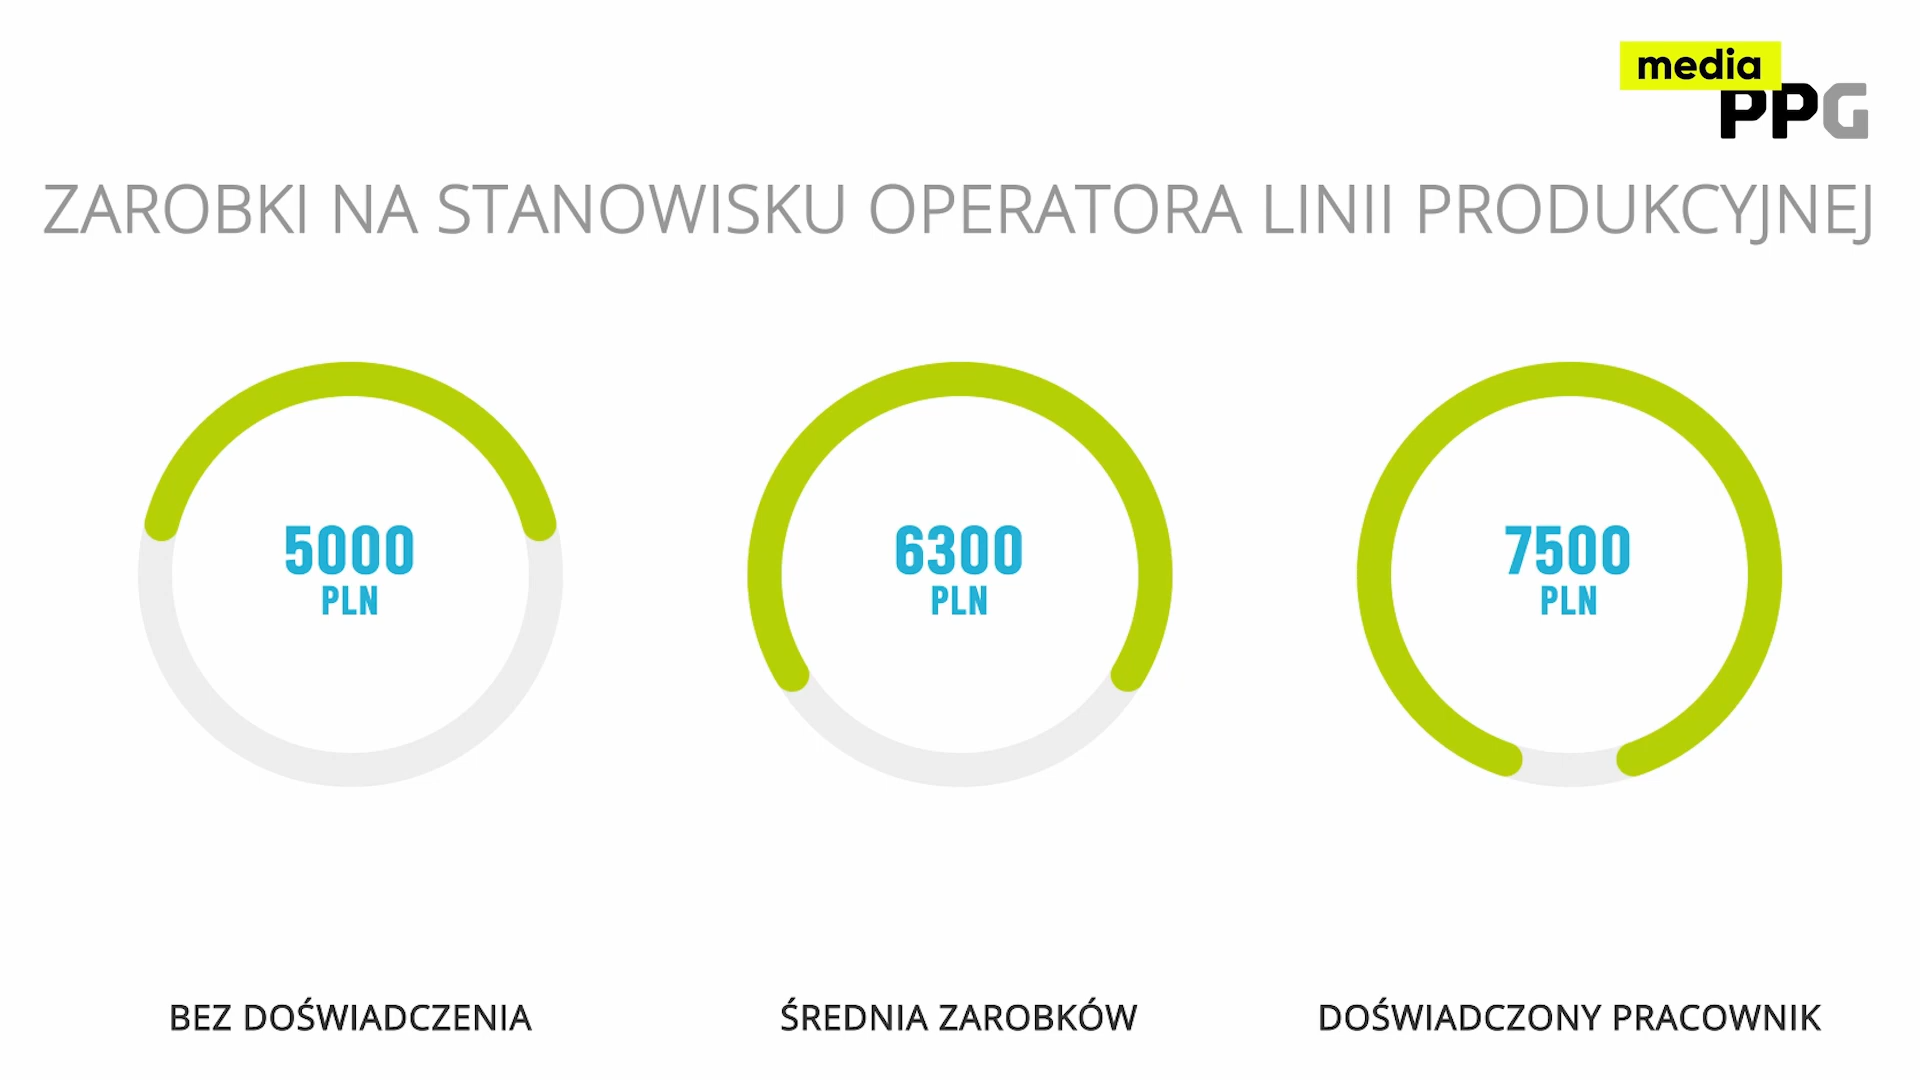 media
PPG
ZAROBKI NA STANOWISKU OPERATORA LINII PRODUKCYJNEJ
5000
PLN
6300
PLN
7500
PLN
BEZ DOŚWIADCZENIA
ŚREDNIA ZAROBKÓW
DOŚWIADCZONY PRACOWNIK